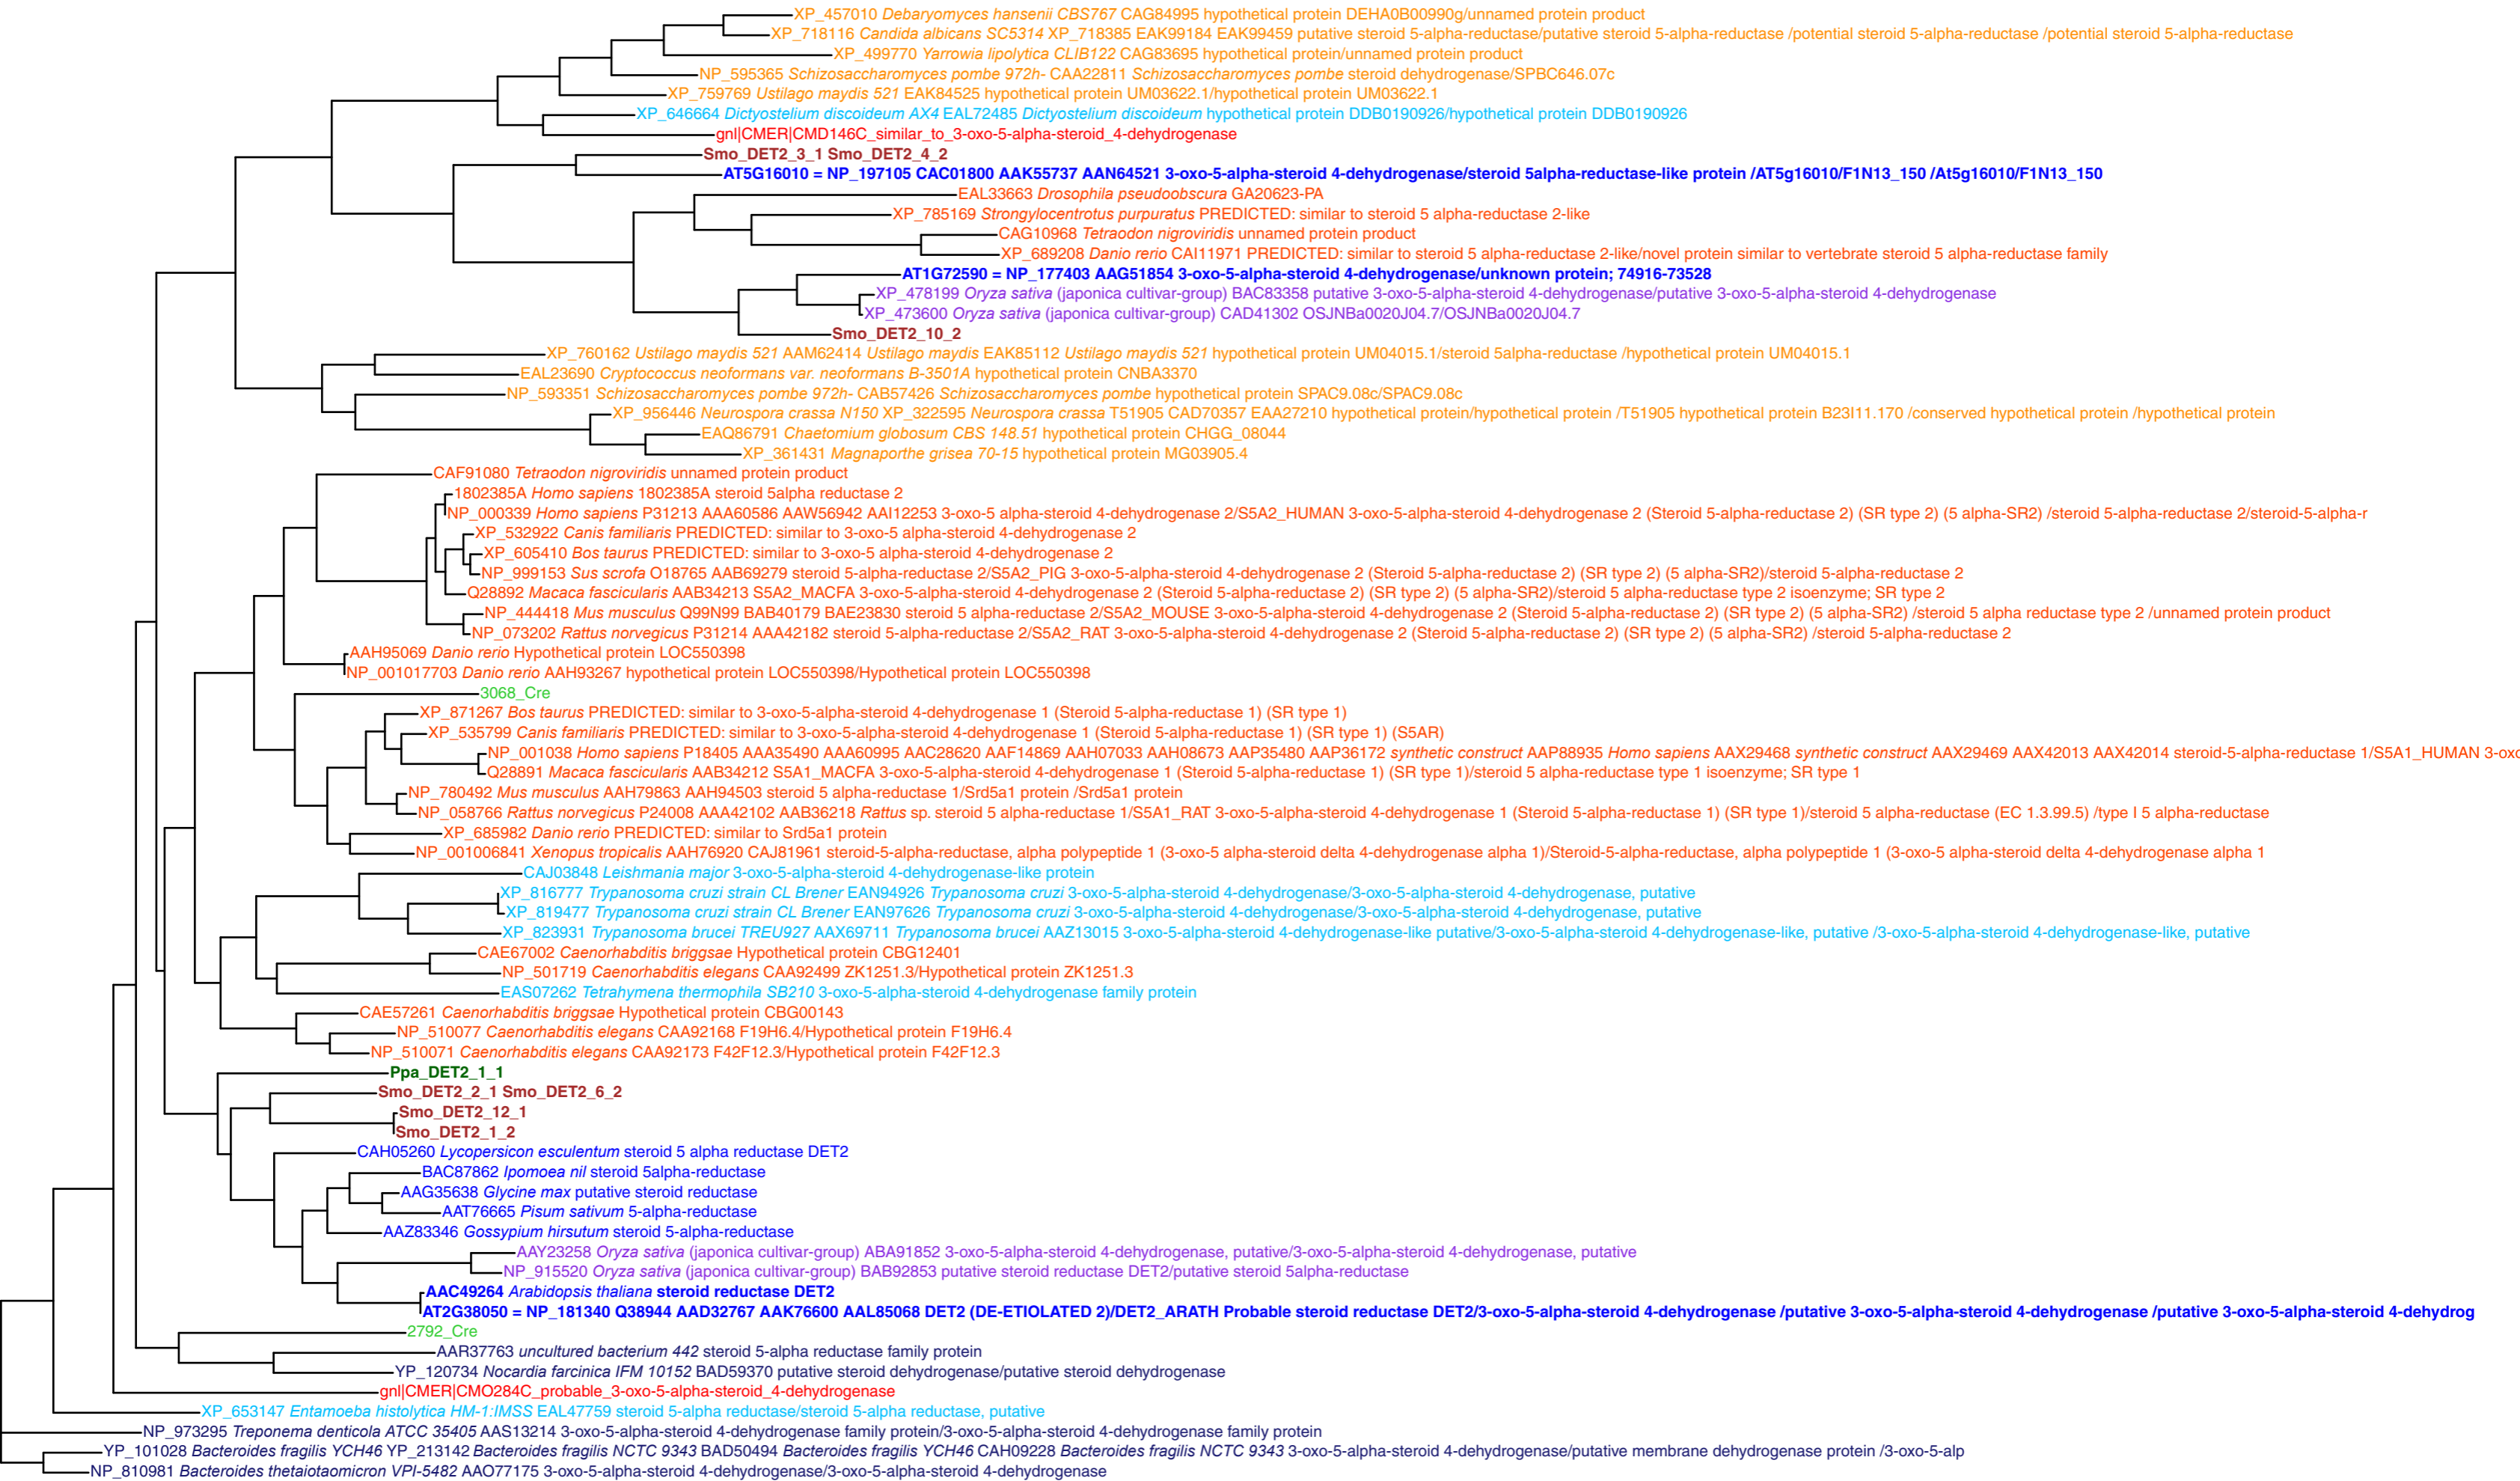 XP_457010 Debaryomyces hansenii CBS767 CAG84995 hypothetical protein DEHA0B00990g/unnamed protein product
XP_718116 Candida albicans SC5314 XP_718385 EAK99184 EAK99459 putative steroid 5-alpha-reductase/putative steroid 5-alpha-reductase /potential steroid 5-alpha-reductase /potential steroid 5-alpha-reductase
XP_499770 Yarrowia lipolytica CLIB122 CAG83695 hypothetical protein/unnamed protein product
NP_595365 Schizosaccharomyces pombe 972h- CAA22811 Schizosaccharomyces pombe steroid dehydrogenase/SPBC646.07c
XP_759769 Ustilago maydis 521 EAK84525 hypothetical protein UM03622.1/hypothetical protein UM03622.1
XP_646664 Dictyostelium discoideum AX4 EAL72485 Dictyostelium discoideum hypothetical protein DDB0190926/hypothetical protein DDB0190926
gnl|CMER|CMD146C_similar_to_3-oxo-5-alpha-steroid_4-dehydrogenase
Smo_DET2_3_1 Smo_DET2_4_2
AT5G16010 = NP_197105 CAC01800 AAK55737 AAN64521 3-oxo-5-alpha-steroid 4-dehydrogenase/steroid 5alpha-reductase-like protein /AT5g16010/F1N13_150 /At5g16010/F1N13_150
EAL33663 Drosophila pseudoobscura GA20623-PA
XP_785169 Strongylocentrotus purpuratus PREDICTED: similar to steroid 5 alpha-reductase 2-like
CAG10968 Tetraodon nigroviridis unnamed protein product
XP_689208 Danio rerio CAI11971 PREDICTED: similar to steroid 5 alpha-reductase 2-like/novel protein similar to vertebrate steroid 5 alpha-reductase family
AT1G72590 = NP_177403 AAG51854 3-oxo-5-alpha-steroid 4-dehydrogenase/unknown protein; 74916-73528
XP_478199 Oryza sativa (japonica cultivar-group) BAC83358 putative 3-oxo-5-alpha-steroid 4-dehydrogenase/putative 3-oxo-5-alpha-steroid 4-dehydrogenase
XP_473600 Oryza sativa (japonica cultivar-group) CAD41302 OSJNBa0020J04.7/OSJNBa0020J04.7
Smo_DET2_10_2
XP_760162 Ustilago maydis 521 AAM62414 Ustilago maydis EAK85112 Ustilago maydis 521 hypothetical protein UM04015.1/steroid 5alpha-reductase /hypothetical protein UM04015.1
EAL23690 Cryptococcus neoformans var. neoformans B-3501A hypothetical protein CNBA3370
NP_593351 Schizosaccharomyces pombe 972h- CAB57426 Schizosaccharomyces pombe hypothetical protein SPAC9.08c/SPAC9.08c
XP_956446 Neurospora crassa N150 XP_322595 Neurospora crassa T51905 CAD70357 EAA27210 hypothetical protein/hypothetical protein /T51905 hypothetical protein B23I11.170 /conserved hypothetical protein /hypothetical protein
EAQ86791 Chaetomium globosum CBS 148.51 hypothetical protein CHGG_08044
XP_361431 Magnaporthe grisea 70-15 hypothetical protein MG03905.4
CAF91080 Tetraodon nigroviridis unnamed protein product
1802385A Homo sapiens 1802385A steroid 5alpha reductase 2
NP_000339 Homo sapiens P31213 AAA60586 AAW56942 AAI12253 3-oxo-5 alpha-steroid 4-dehydrogenase 2/S5A2_HUMAN 3-oxo-5-alpha-steroid 4-dehydrogenase 2 (Steroid 5-alpha-reductase 2) (SR type 2) (5 alpha-SR2) /steroid 5-alpha-reductase 2/steroid-5-alpha-r
XP_532922 Canis familiaris PREDICTED: similar to 3-oxo-5 alpha-steroid 4-dehydrogenase 2
XP_605410 Bos taurus PREDICTED: similar to 3-oxo-5 alpha-steroid 4-dehydrogenase 2
NP_999153 Sus scrofa O18765 AAB69279 steroid 5-alpha-reductase 2/S5A2_PIG 3-oxo-5-alpha-steroid 4-dehydrogenase 2 (Steroid 5-alpha-reductase 2) (SR type 2) (5 alpha-SR2)/steroid 5-alpha-reductase 2
Q28892 Macaca fascicularis AAB34213 S5A2_MACFA 3-oxo-5-alpha-steroid 4-dehydrogenase 2 (Steroid 5-alpha-reductase 2) (SR type 2) (5 alpha-SR2)/steroid 5 alpha-reductase type 2 isoenzyme; SR type 2
NP_444418 Mus musculus Q99N99 BAB40179 BAE23830 steroid 5 alpha-reductase 2/S5A2_MOUSE 3-oxo-5-alpha-steroid 4-dehydrogenase 2 (Steroid 5-alpha-reductase 2) (SR type 2) (5 alpha-SR2) /steroid 5 alpha reductase type 2 /unnamed protein product
NP_073202 Rattus norvegicus P31214 AAA42182 steroid 5-alpha-reductase 2/S5A2_RAT 3-oxo-5-alpha-steroid 4-dehydrogenase 2 (Steroid 5-alpha-reductase 2) (SR type 2) (5 alpha-SR2) /steroid 5-alpha-reductase 2
AAH95069 Danio rerio Hypothetical protein LOC550398
NP_001017703 Danio rerio AAH93267 hypothetical protein LOC550398/Hypothetical protein LOC550398
3068_Cre
XP_871267 Bos taurus PREDICTED: similar to 3-oxo-5-alpha-steroid 4-dehydrogenase 1 (Steroid 5-alpha-reductase 1) (SR type 1)
XP_535799 Canis familiaris PREDICTED: similar to 3-oxo-5-alpha-steroid 4-dehydrogenase 1 (Steroid 5-alpha-reductase 1) (SR type 1) (S5AR)
NP_001038 Homo sapiens P18405 AAA35490 AAA60995 AAC28620 AAF14869 AAH07033 AAH08673 AAP35480 AAP36172 synthetic construct AAP88935 Homo sapiens AAX29468 synthetic construct AAX29469 AAX42013 AAX42014 steroid-5-alpha-reductase 1/S5A1_HUMAN 3-oxo
Q28891 Macaca fascicularis AAB34212 S5A1_MACFA 3-oxo-5-alpha-steroid 4-dehydrogenase 1 (Steroid 5-alpha-reductase 1) (SR type 1)/steroid 5 alpha-reductase type 1 isoenzyme; SR type 1
NP_780492 Mus musculus AAH79863 AAH94503 steroid 5 alpha-reductase 1/Srd5a1 protein /Srd5a1 protein
NP_058766 Rattus norvegicus P24008 AAA42102 AAB36218 Rattus sp. steroid 5 alpha-reductase 1/S5A1_RAT 3-oxo-5-alpha-steroid 4-dehydrogenase 1 (Steroid 5-alpha-reductase 1) (SR type 1)/steroid 5 alpha-reductase (EC 1.3.99.5) /type I 5 alpha-reductase
XP_685982 Danio rerio PREDICTED: similar to Srd5a1 protein
NP_001006841 Xenopus tropicalis AAH76920 CAJ81961 steroid-5-alpha-reductase, alpha polypeptide 1 (3-oxo-5 alpha-steroid delta 4-dehydrogenase alpha 1)/Steroid-5-alpha-reductase, alpha polypeptide 1 (3-oxo-5 alpha-steroid delta 4-dehydrogenase alpha 1
CAJ03848 Leishmania major 3-oxo-5-alpha-steroid 4-dehydrogenase-like protein
XP_816777 Trypanosoma cruzi strain CL Brener EAN94926 Trypanosoma cruzi 3-oxo-5-alpha-steroid 4-dehydrogenase/3-oxo-5-alpha-steroid 4-dehydrogenase, putative
XP_819477 Trypanosoma cruzi strain CL Brener EAN97626 Trypanosoma cruzi 3-oxo-5-alpha-steroid 4-dehydrogenase/3-oxo-5-alpha-steroid 4-dehydrogenase, putative
XP_823931 Trypanosoma brucei TREU927 AAX69711 Trypanosoma brucei AAZ13015 3-oxo-5-alpha-steroid 4-dehydrogenase-like putative/3-oxo-5-alpha-steroid 4-dehydrogenase-like, putative /3-oxo-5-alpha-steroid 4-dehydrogenase-like, putative
CAE67002 Caenorhabditis briggsae Hypothetical protein CBG12401
NP_501719 Caenorhabditis elegans CAA92499 ZK1251.3/Hypothetical protein ZK1251.3
EAS07262 Tetrahymena thermophila SB210 3-oxo-5-alpha-steroid 4-dehydrogenase family protein
CAE57261 Caenorhabditis briggsae Hypothetical protein CBG00143
NP_510077 Caenorhabditis elegans CAA92168 F19H6.4/Hypothetical protein F19H6.4
NP_510071 Caenorhabditis elegans CAA92173 F42F12.3/Hypothetical protein F42F12.3
Ppa_DET2_1_1
Smo_DET2_2_1 Smo_DET2_6_2
Smo_DET2_12_1
Smo_DET2_1_2
CAH05260 Lycopersicon esculentum steroid 5 alpha reductase DET2
BAC87862 Ipomoea nil steroid 5alpha-reductase
AAG35638 Glycine max putative steroid reductase
AAT76665 Pisum sativum 5-alpha-reductase
AAZ83346 Gossypium hirsutum steroid 5-alpha-reductase
AAY23258 Oryza sativa (japonica cultivar-group) ABA91852 3-oxo-5-alpha-steroid 4-dehydrogenase, putative/3-oxo-5-alpha-steroid 4-dehydrogenase, putative
NP_915520 Oryza sativa (japonica cultivar-group) BAB92853 putative steroid reductase DET2/putative steroid 5alpha-reductase
AAC49264 Arabidopsis thaliana steroid reductase DET2
AT2G38050 = NP_181340 Q38944 AAD32767 AAK76600 AAL85068 DET2 (DE-ETIOLATED 2)/DET2_ARATH Probable steroid reductase DET2/3-oxo-5-alpha-steroid 4-dehydrogenase /putative 3-oxo-5-alpha-steroid 4-dehydrogenase /putative 3-oxo-5-alpha-steroid 4-dehydrog
2792_Cre
AAR37763 uncultured bacterium 442 steroid 5-alpha reductase family protein
YP_120734 Nocardia farcinica IFM 10152 BAD59370 putative steroid dehydrogenase/putative steroid dehydrogenase
gnl|CMER|CMO284C_probable_3-oxo-5-alpha-steroid_4-dehydrogenase
XP_653147 Entamoeba histolytica HM-1:IMSS EAL47759 steroid 5-alpha reductase/steroid 5-alpha reductase, putative
NP_973295 Treponema denticola ATCC 35405 AAS13214 3-oxo-5-alpha-steroid 4-dehydrogenase family protein/3-oxo-5-alpha-steroid 4-dehydrogenase family protein
YP_101028 Bacteroides fragilis YCH46 YP_213142 Bacteroides fragilis NCTC 9343 BAD50494 Bacteroides fragilis YCH46 CAH09228 Bacteroides fragilis NCTC 9343 3-oxo-5-alpha-steroid 4-dehydrogenase/putative membrane dehydrogenase protein /3-oxo-5-alp
NP_810981 Bacteroides thetaiotaomicron VPI-5482 AAO77175 3-oxo-5-alpha-steroid 4-dehydrogenase/3-oxo-5-alpha-steroid 4-dehydrogenase